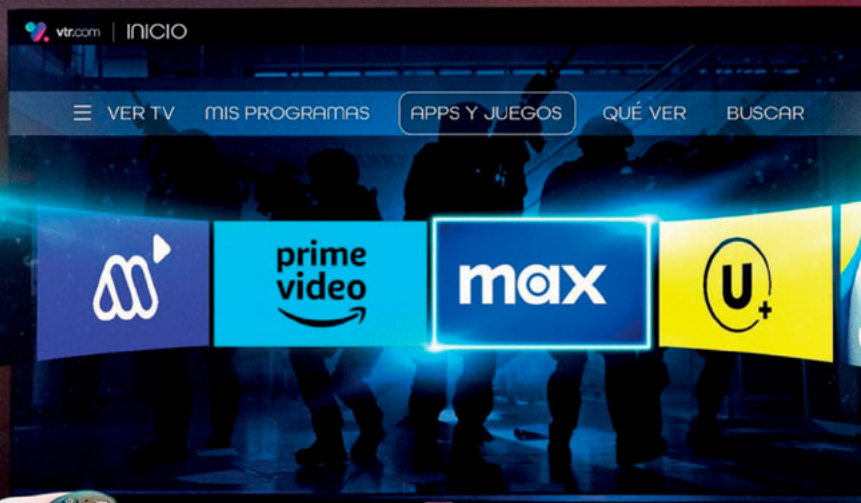 vtr.com | INICIO
VER TV MIS PROGRAMAS APPS Y JUEGOS QUÉ VER BUSCAR
prime video
max
U+